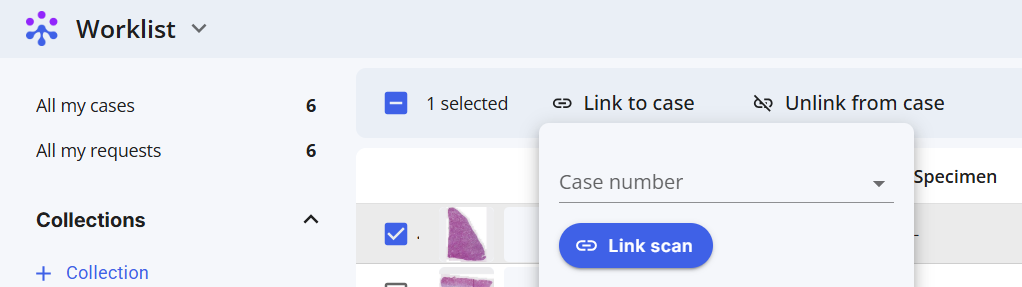 Worklist
All my cases 6
All my requests 6
Collections
+ Collection
1 selected Link to case Unlink from case
Case number
Link scan
Specimen
-